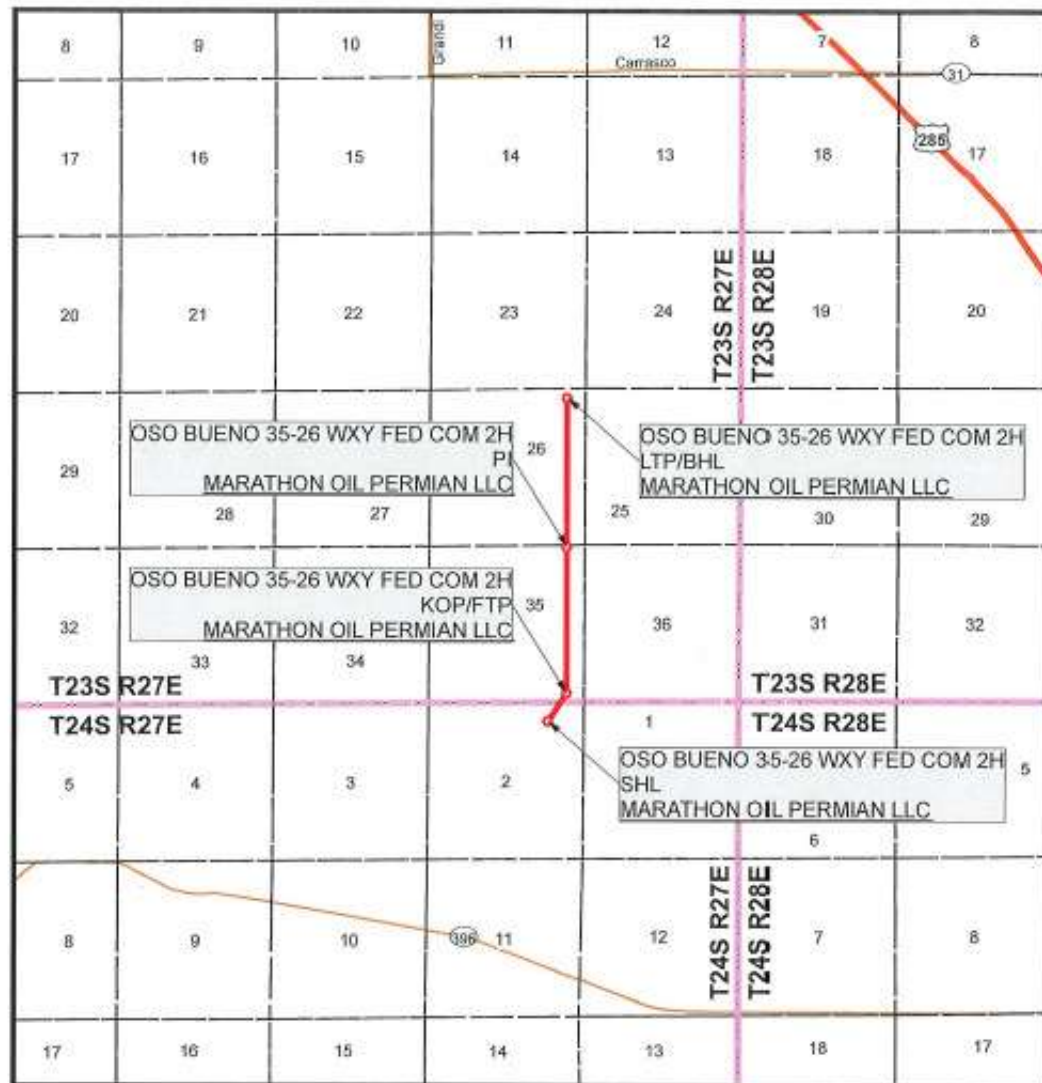 Grandi
8 9 10 11 12 7 8
Carrasco
31
285
17 16 15 14 13 18 17
T23S R27E
T23S R28E
20 21 22 23 24 19 20
OSO BUENO 35-26 WXY FED COM 2H
PI
MARATHON OIL PERMIAN LLC
26
OSO BUENO 35-26 WXY FED COM 2H
LTP/BHL
MARATHON OIL PERMIAN LLC
29
28 27 25 30 29
OSO BUENO 35-26 WXY FED COM 2H
KOP/FTP
MARATHON OIL PERMIAN LLC
35
32 36 31 32
33 34
T23S R27E
T23S R28E
T24S R27E
1
T24S R28E
OSO BUENO 35-26 WXY FED COM 2H
SHL
MARATHON OIL PERMIAN LLC
5 4 3 2 5
6
T24S R27E
T24S R28E
8 9 10 11 12 7 8
17 16 15 14 13 18 17